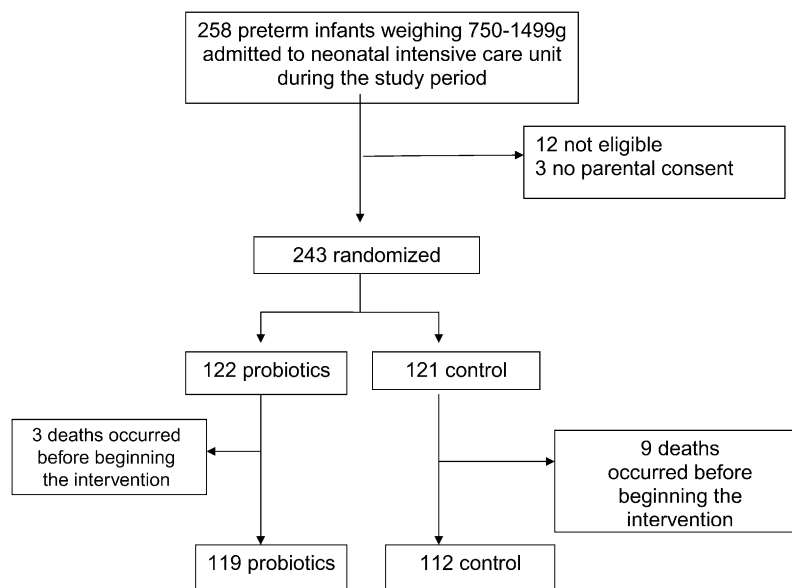 258 preterm infants weighing 750-1499g
admitted to neonatal intensive care unit
during the study period
12 not eligible
3 no parental consent
243 randomized
122 probiotics
121 control
3 deaths occurred
before beginning
the intervention
9 deaths
occurred before
beginning the
intervention
119 probiotics
112 control